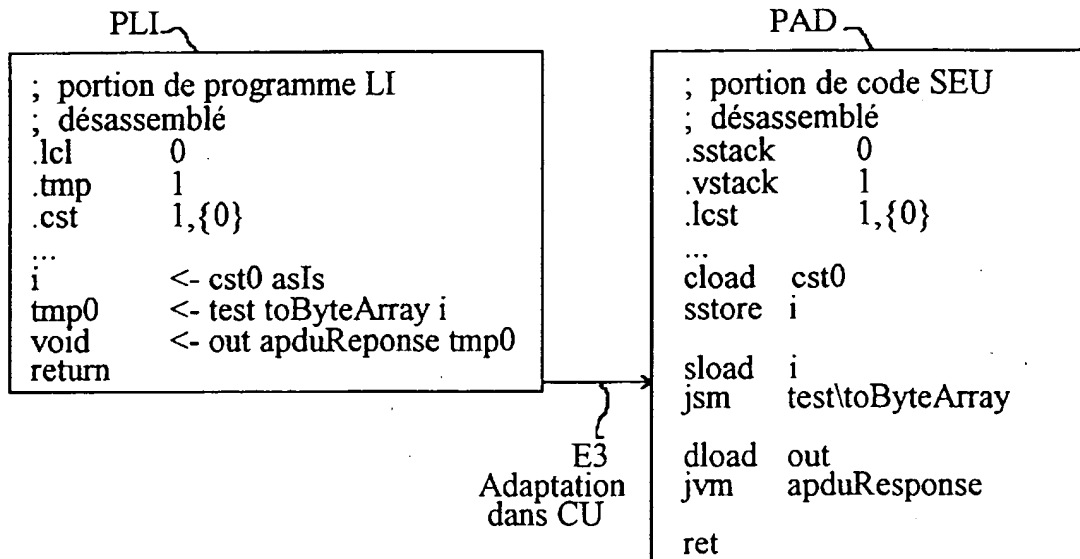 PLI
; portion de programme LI
; désassemblé
.lcl 0
.tmp 1
.cst 1,{0}
...
i <- cst0 asIs
tmp0 <- test toByteArray i
void <- out apduReponse tmp0
return
E3
Adaptation
dans CU
PAD
; portion de code SEU
; désassemblé
.sstack 0
.vstack 1
.lcst 1,{0}
...
cload cst0
sstore i
sload i
jsm test\toByteArray
dload out
jvm apduResponse
ret